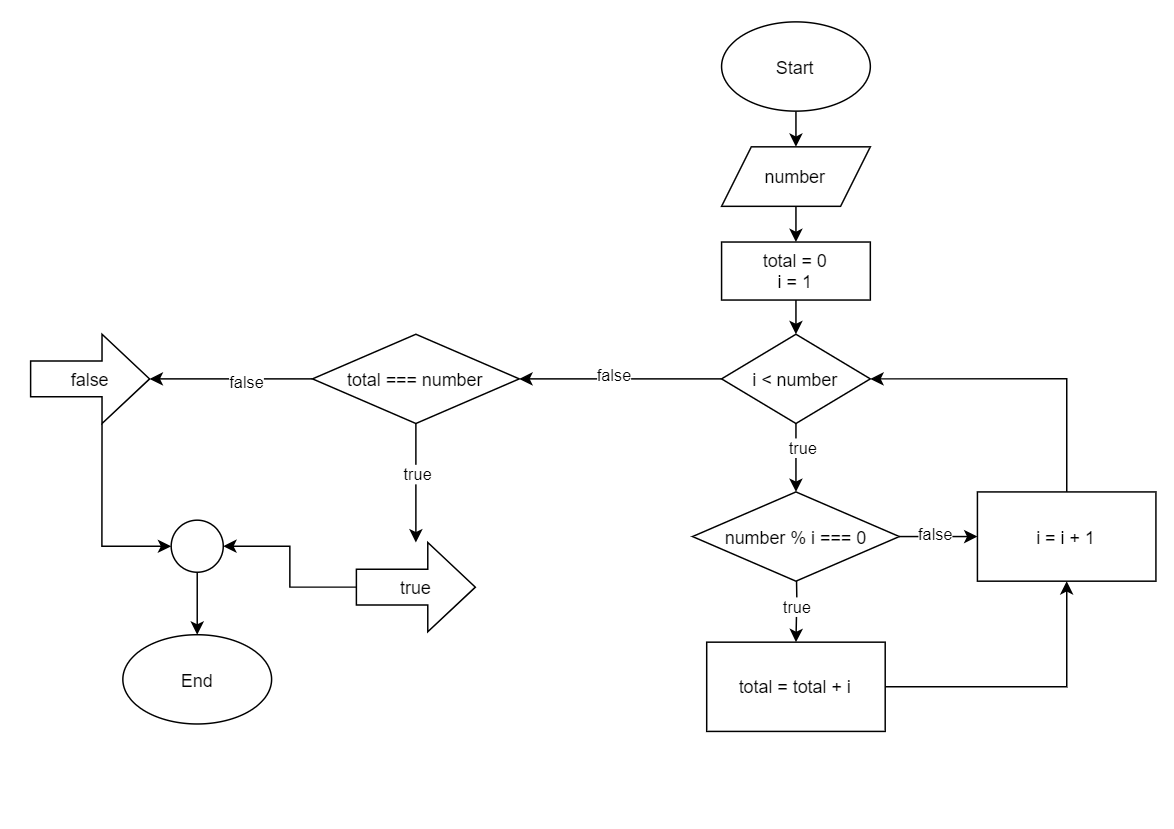 Start
number
total = 0
i = 1
i < number
true
number % i === 0
false
i = i + 1
true
total = total + i
false
total === number
false
false
true
true
End